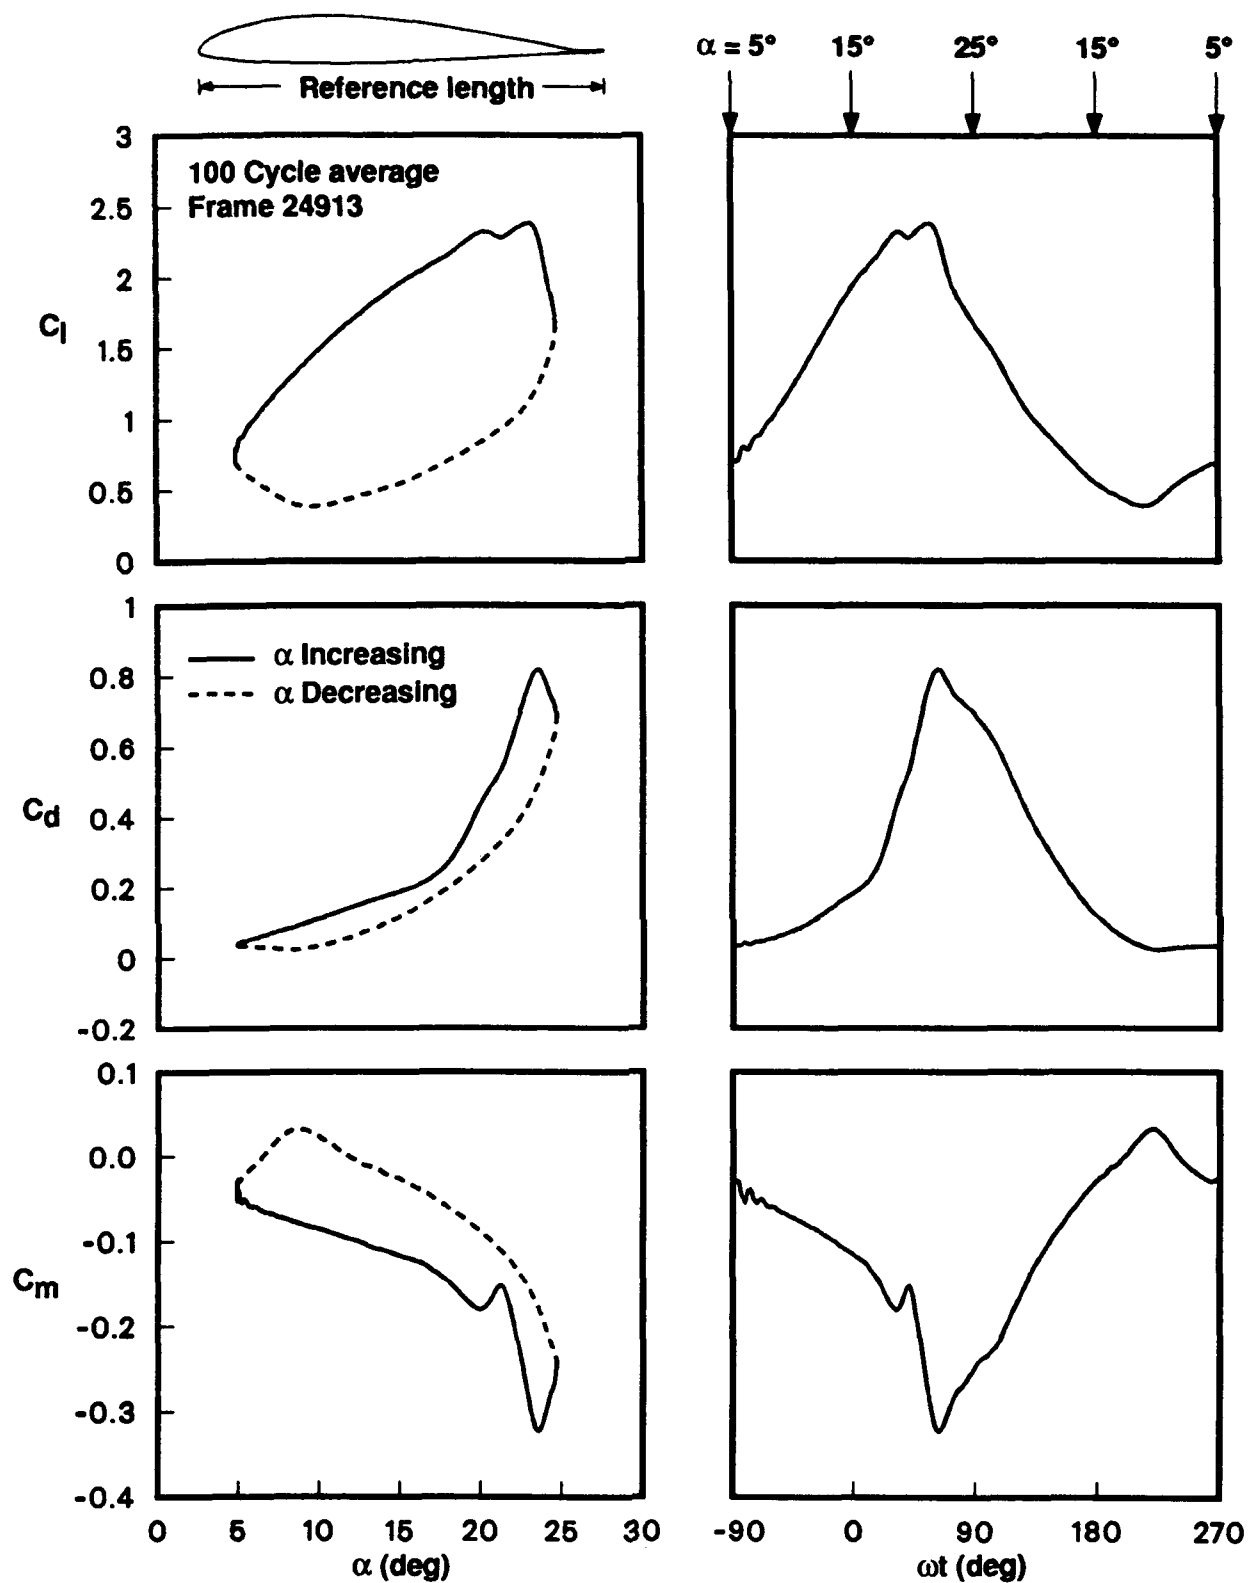 α = 5° 15° 25° 15° 5°
Reference length
3
2.5
2
1.5
1
0.5
0
Cl
100 Cycle average
Frame 24913
1
0.8
0.6
0.4
0.2
0
-0.2
Cd
α Increasing
α Decreasing
0.1
0.0
-0.1
-0.2
-0.3
-0.4
Cm
0 5 10 15 20 25 30
α (deg)
-90 0 90 180 270
ωt (deg)